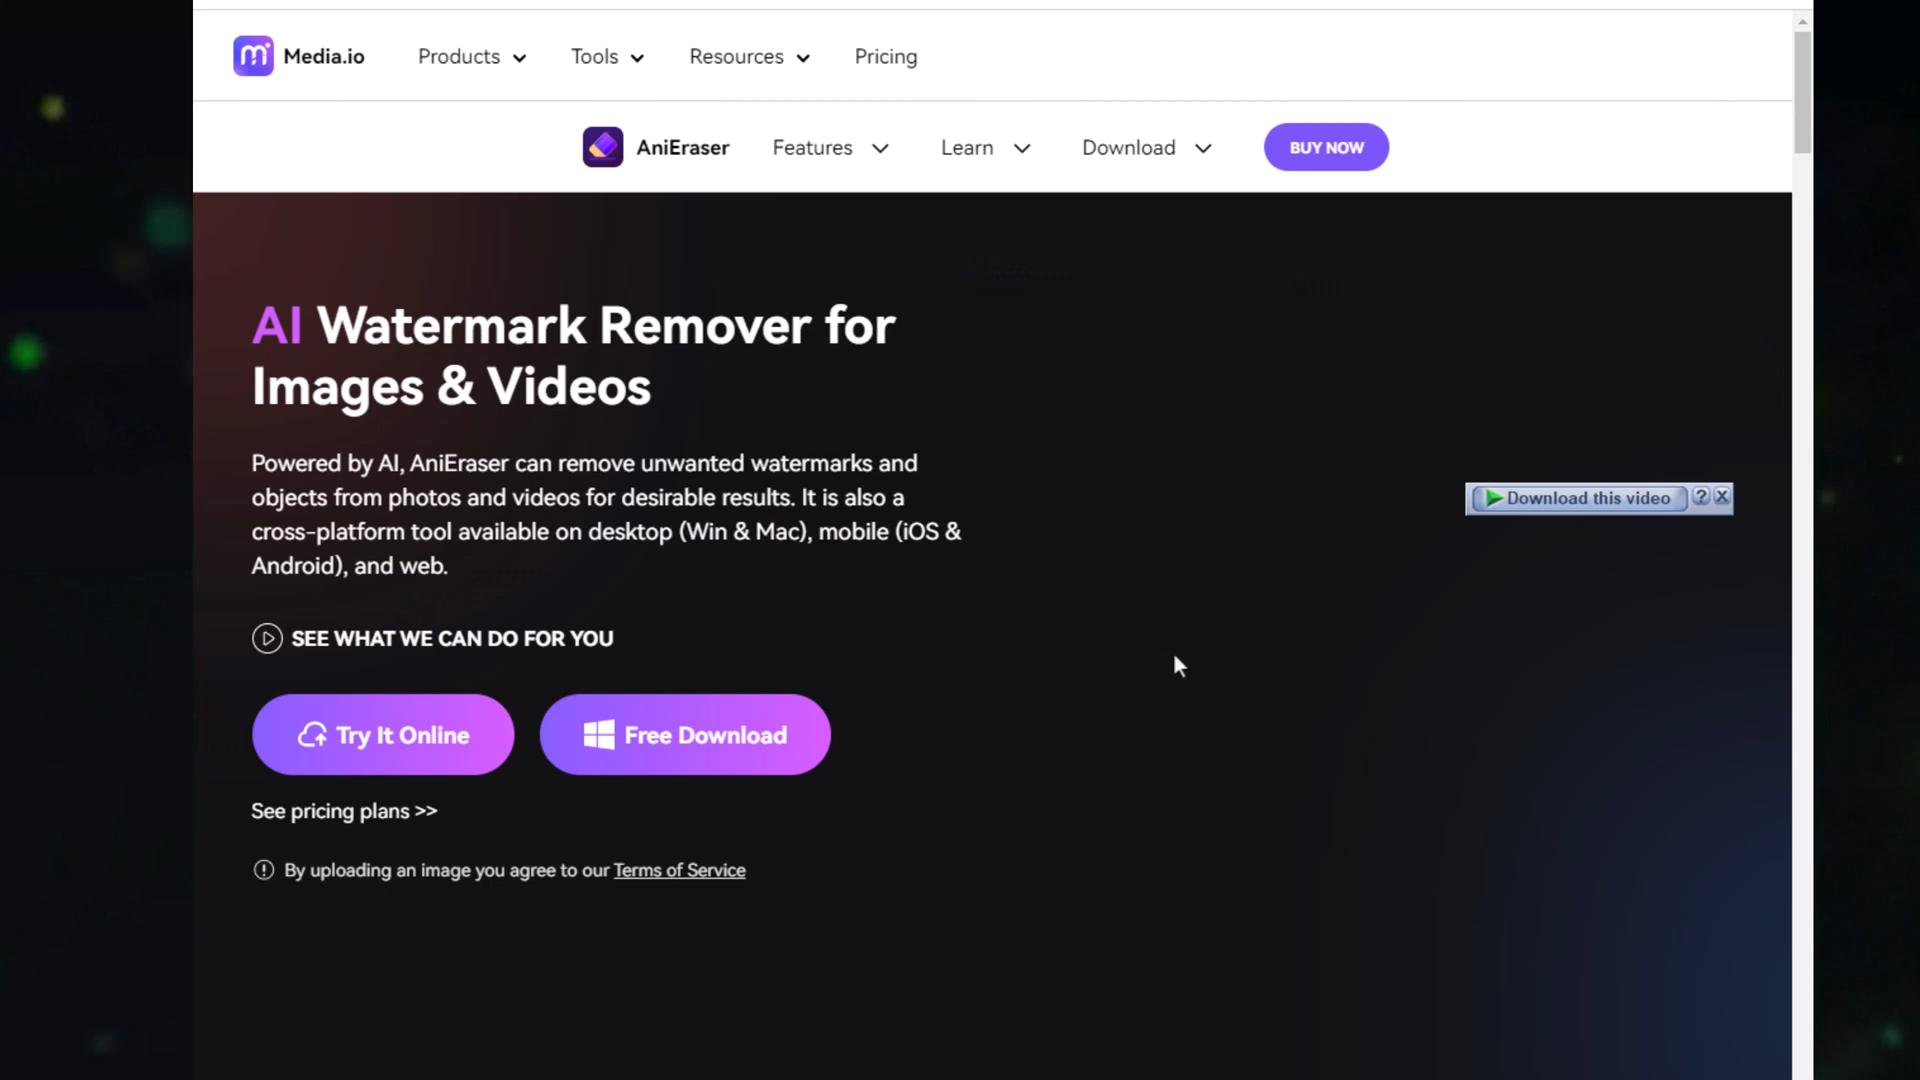 Media.io Products Tools Resources Pricing
AniEraser Features Learn Download BUY NOW
AI Watermark Remover for
Images & Videos
Powered by AI, AniEraser can remove unwanted watermarks and
objects from photos and videos for desirable results. It is also a
cross-platform tool available on desktop (Win & Mac), mobile (iOS &
Android), and web.
Download this video ? X
SEE WHAT WE CAN DO FOR YOU
Try It Online Free Download
See pricing plans >>
By uploading an image you agree to our Terms of Service